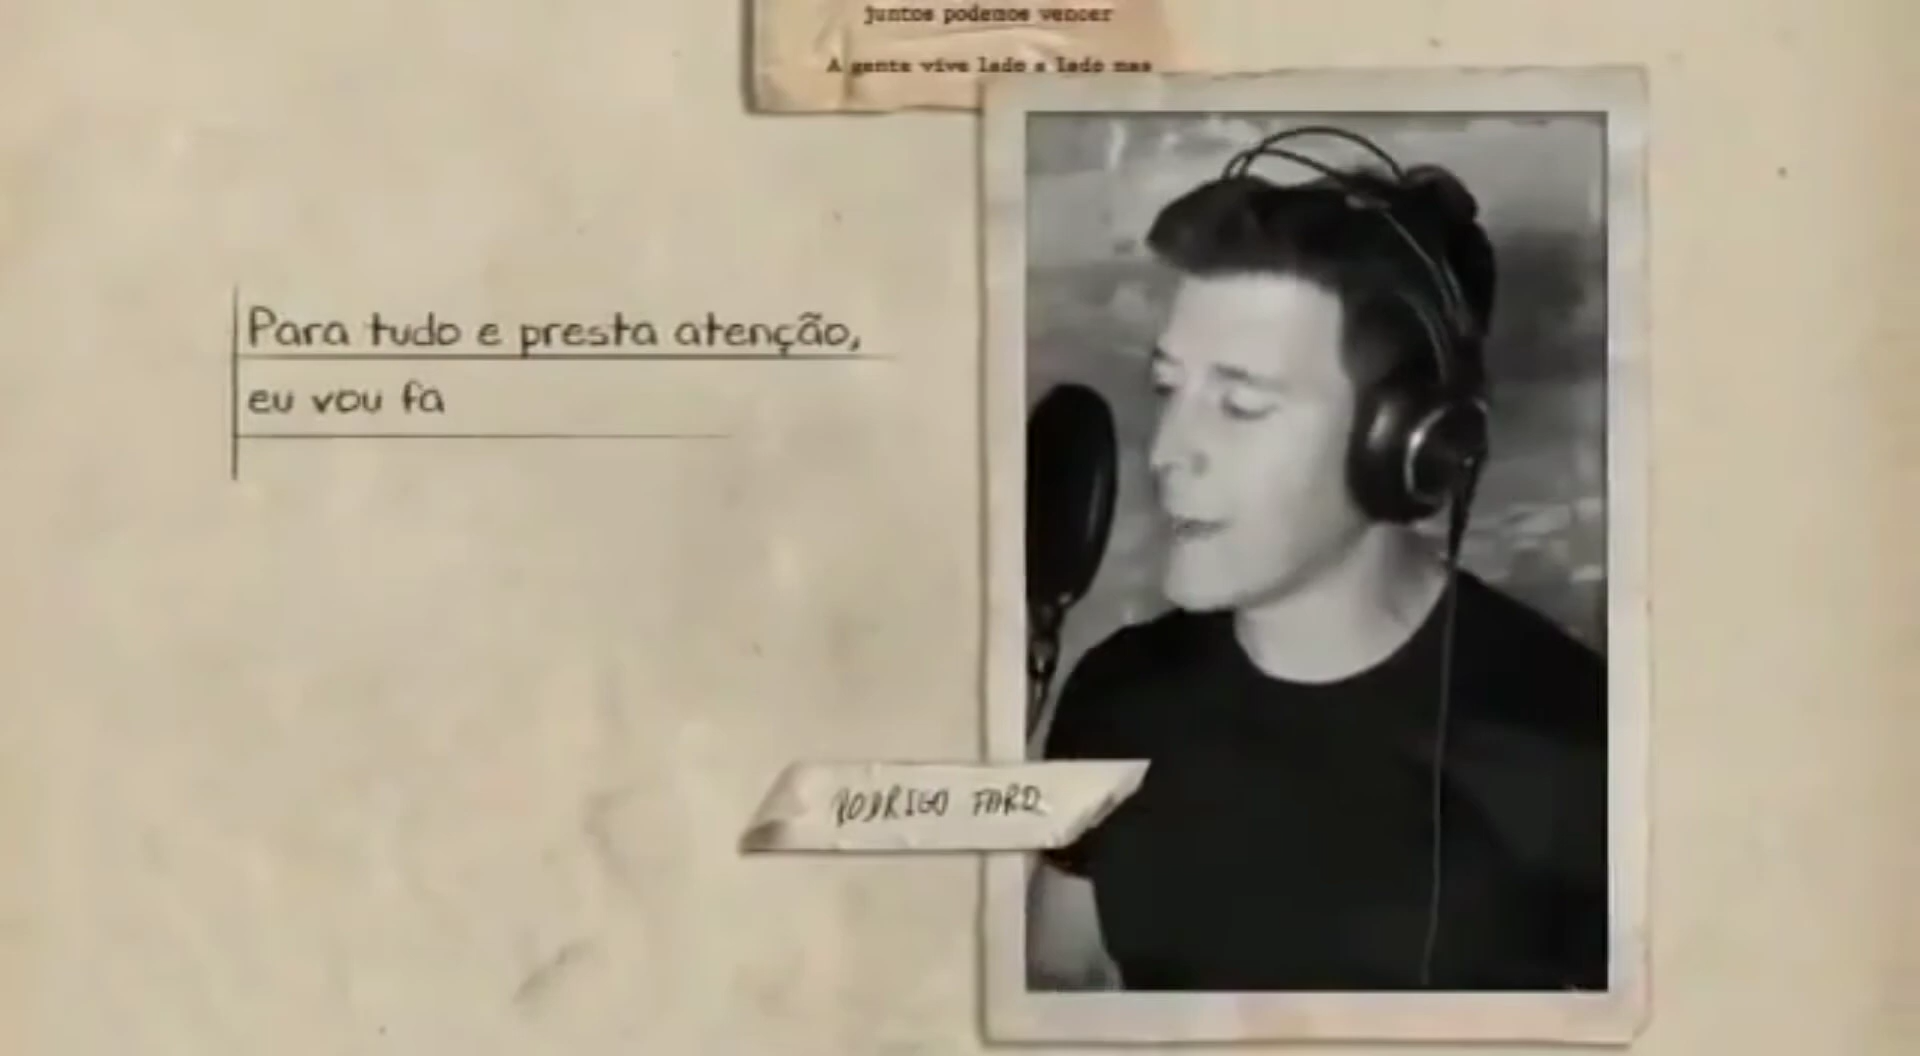 juntos podemos vencer
A gente vive lado a lado mas
Para tudo e presta atenção,
eu vou fa
RODRIGO FARO